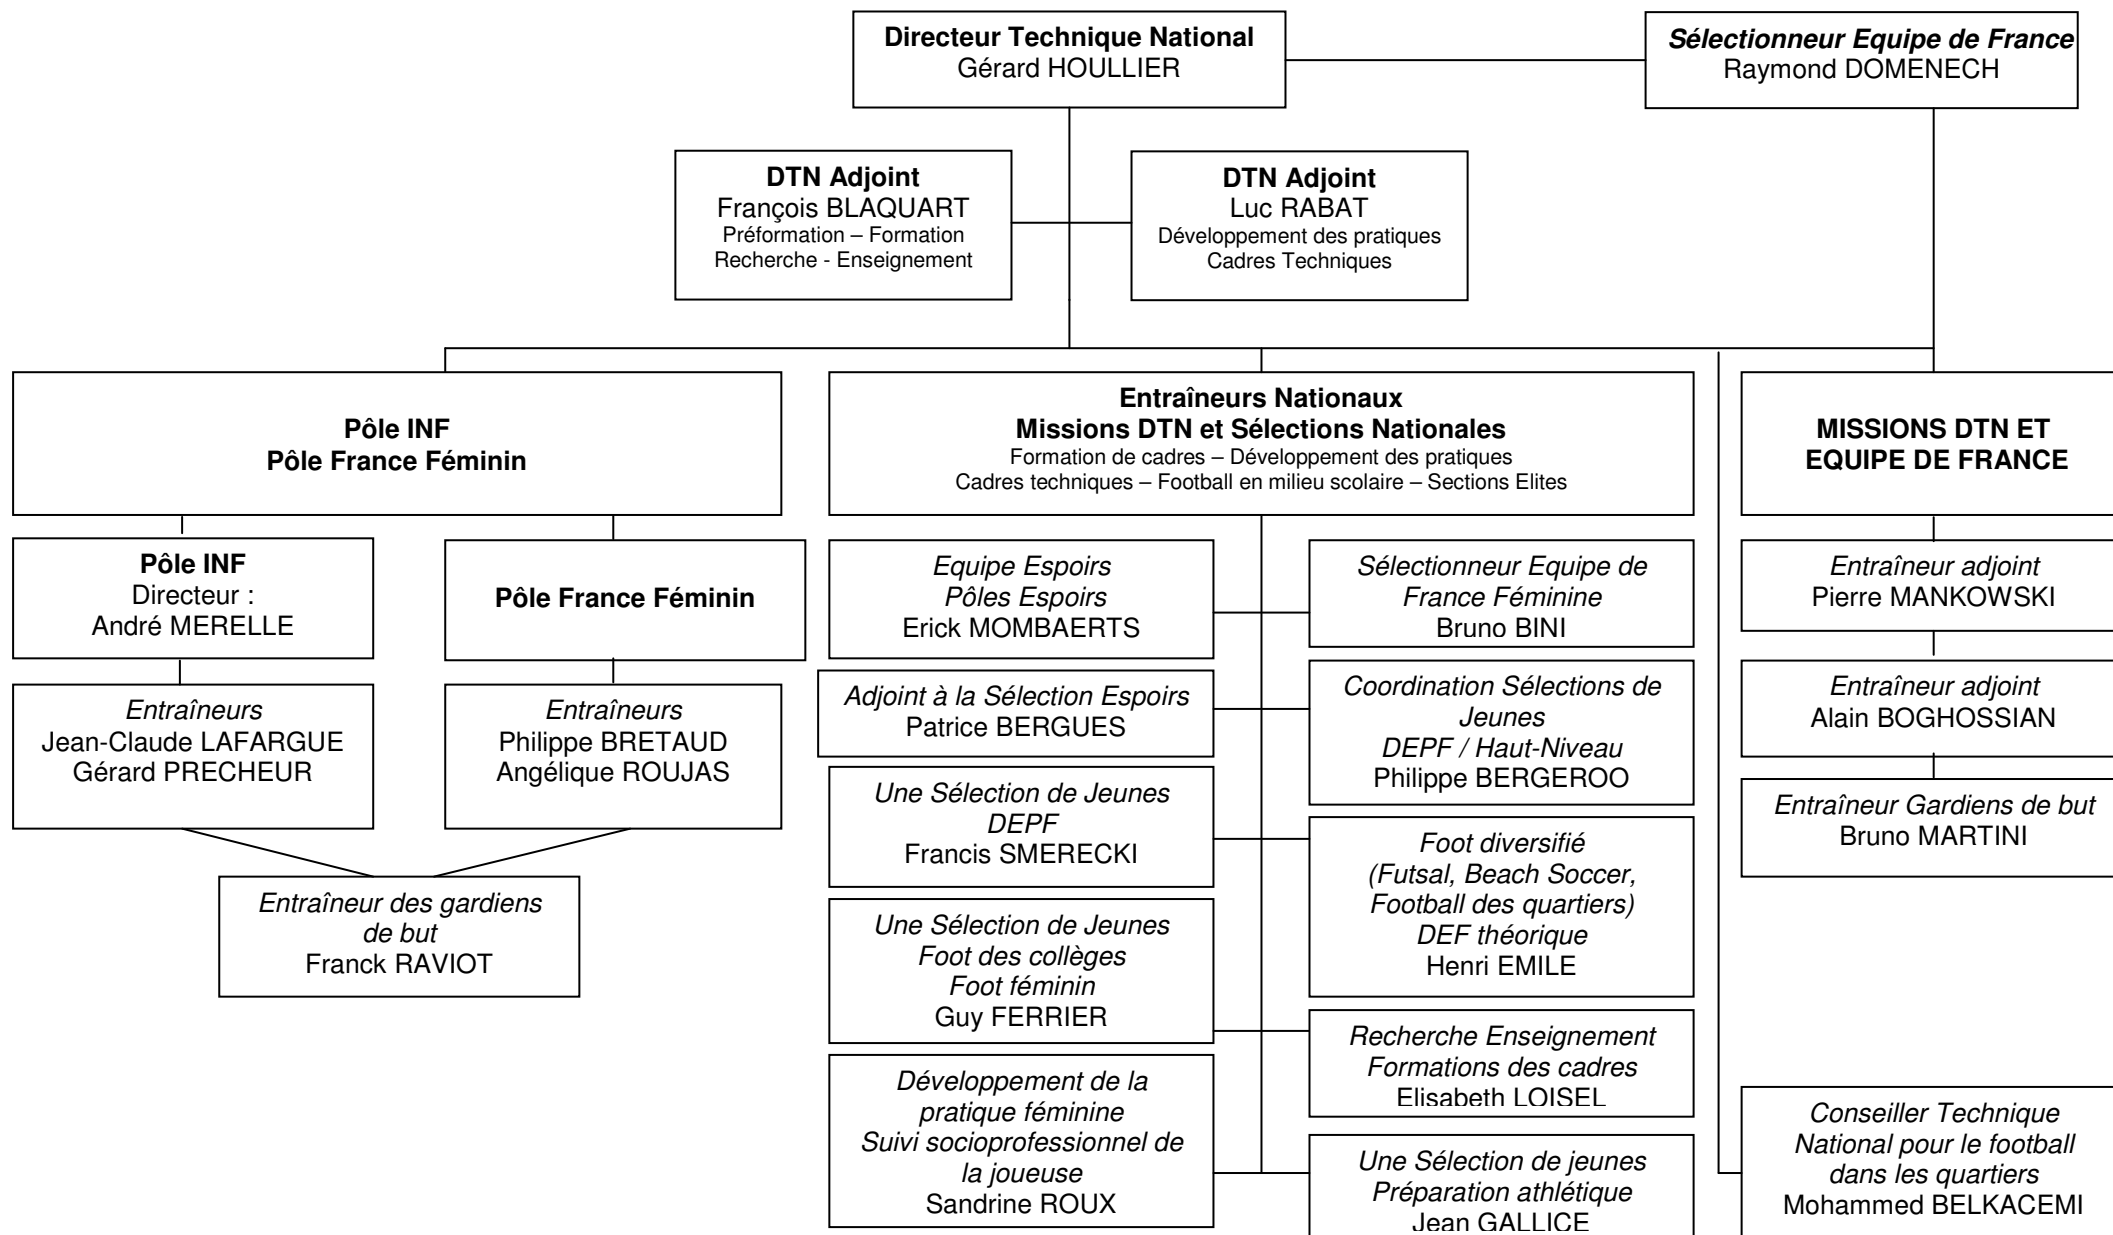 Directeur Technique National
Gérard HOULLIER
Sélectionneur Equipe de France
Raymond DOMENECH
DTN Adjoint
François BLAQUART
Préformation – Formation
Recherche - Enseignement
DTN Adjoint
Luc RABAT
Développement des pratiques
Cadres Techniques
Pôle INF
Pôle France Féminin
Entraîneurs Nationaux
Missions DTN et Sélections Nationales
Formation de cadres – Développement des pratiques
Cadres techniques – Football en milieu scolaire – Sections Elites
MISSIONS DTN ET
EQUIPE DE FRANCE
Pôle INF
Directeur :
André MERELLE
Pôle France Féminin
Entraîneurs
Jean-Claude LAFARGUE
Gérard PRECHEUR
Entraîneurs
Philippe BRETAUD
Angélique ROUJAS
Entraîneur des gardiens
de but
Franck RAVIOT
Equipe Espoirs
Pôles Espoirs
Erick MOMBAERTS
Adjoint à la Sélection Espoirs
Patrice BERGUES
Une Sélection de Jeunes
DEPF
Francis SMERECKI
Une Sélection de Jeunes
Foot des collèges
Foot féminin
Guy FERRIER
Développement de la
pratique féminine
Suivi socioprofessionnel de
la joueuse
Sandrine ROUX
Sélectionneur Equipe de
France Féminine
Bruno BINI
Coordination Sélections de
Jeunes
DEPF / Haut-Niveau
Philippe BERGEROO
Foot diversifié
(Futsal, Beach Soccer,
Football des quartiers)
DEF théorique
Henri EMILE
Recherche Enseignement
Formations des cadres
Elisabeth LOISEL
Une Sélection de jeunes
Préparation athlétique
Jean GALLICE
Entraîneur adjoint
Pierre MANKOWSKI
Entraîneur adjoint
Alain BOGHOSSIAN
Entraîneur Gardiens de but
Bruno MARTINI
Conseiller Technique
National pour le football
dans les quartiers
Mohammed BELKACEMI